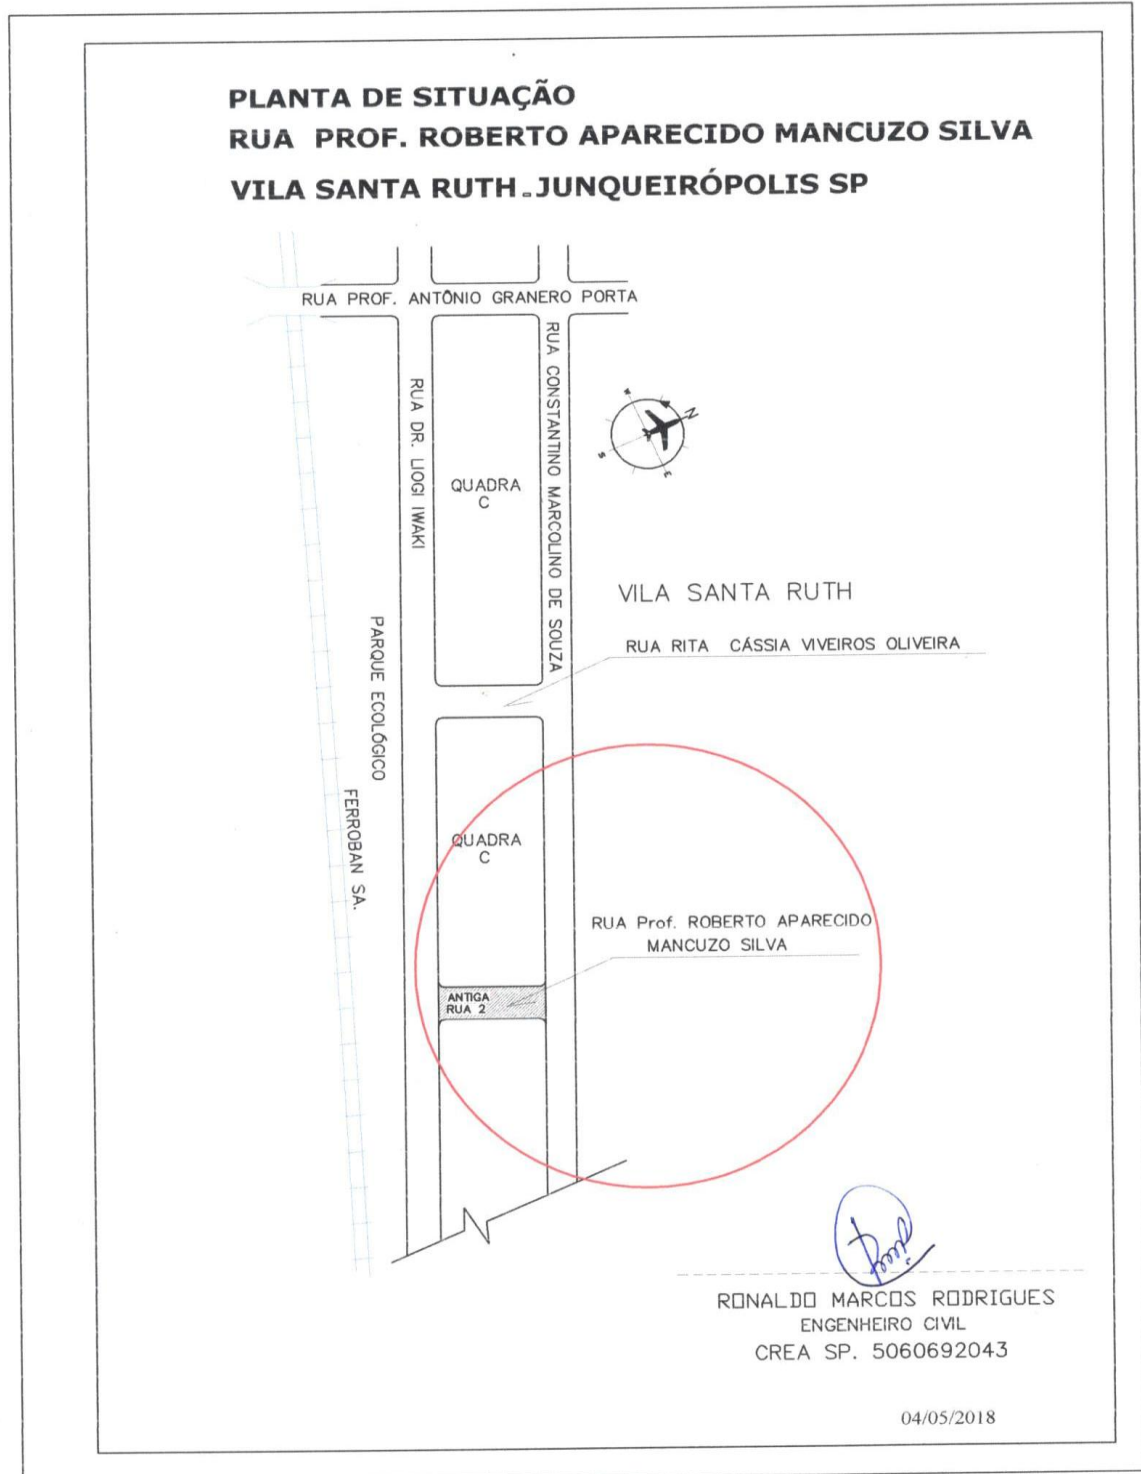 PLANTA DE SITUAÇÃO
RUA PROF. ROBERTO APARECIDO MANCUZO SILVA
VILA SANTA RUTH-JUNQUEIRÓPOLIS SP
RUA PROF. ANTÔNIO GRANERO PORTA
RUA DR. LIOGI IWAKI
RUA CONSTANTINO MARCOLINO DE SOUZA
QUADRA
C
N
S
E
VILA SANTA RUTH
RUA RITA CÁSSIA VIVEIROS OLIVEIRA
PARQUE ECOLÓGICO
FERROBAN SA.
QUADRA
C
RUA Prof. ROBERTO APARECIDO
MANCUZO SILVA
ANTIGA
RUA 2
RONALDO MARCOS RODRIGUES
ENGENHEIRO CIVIL
CREA SP. 5060692043
04/05/2018